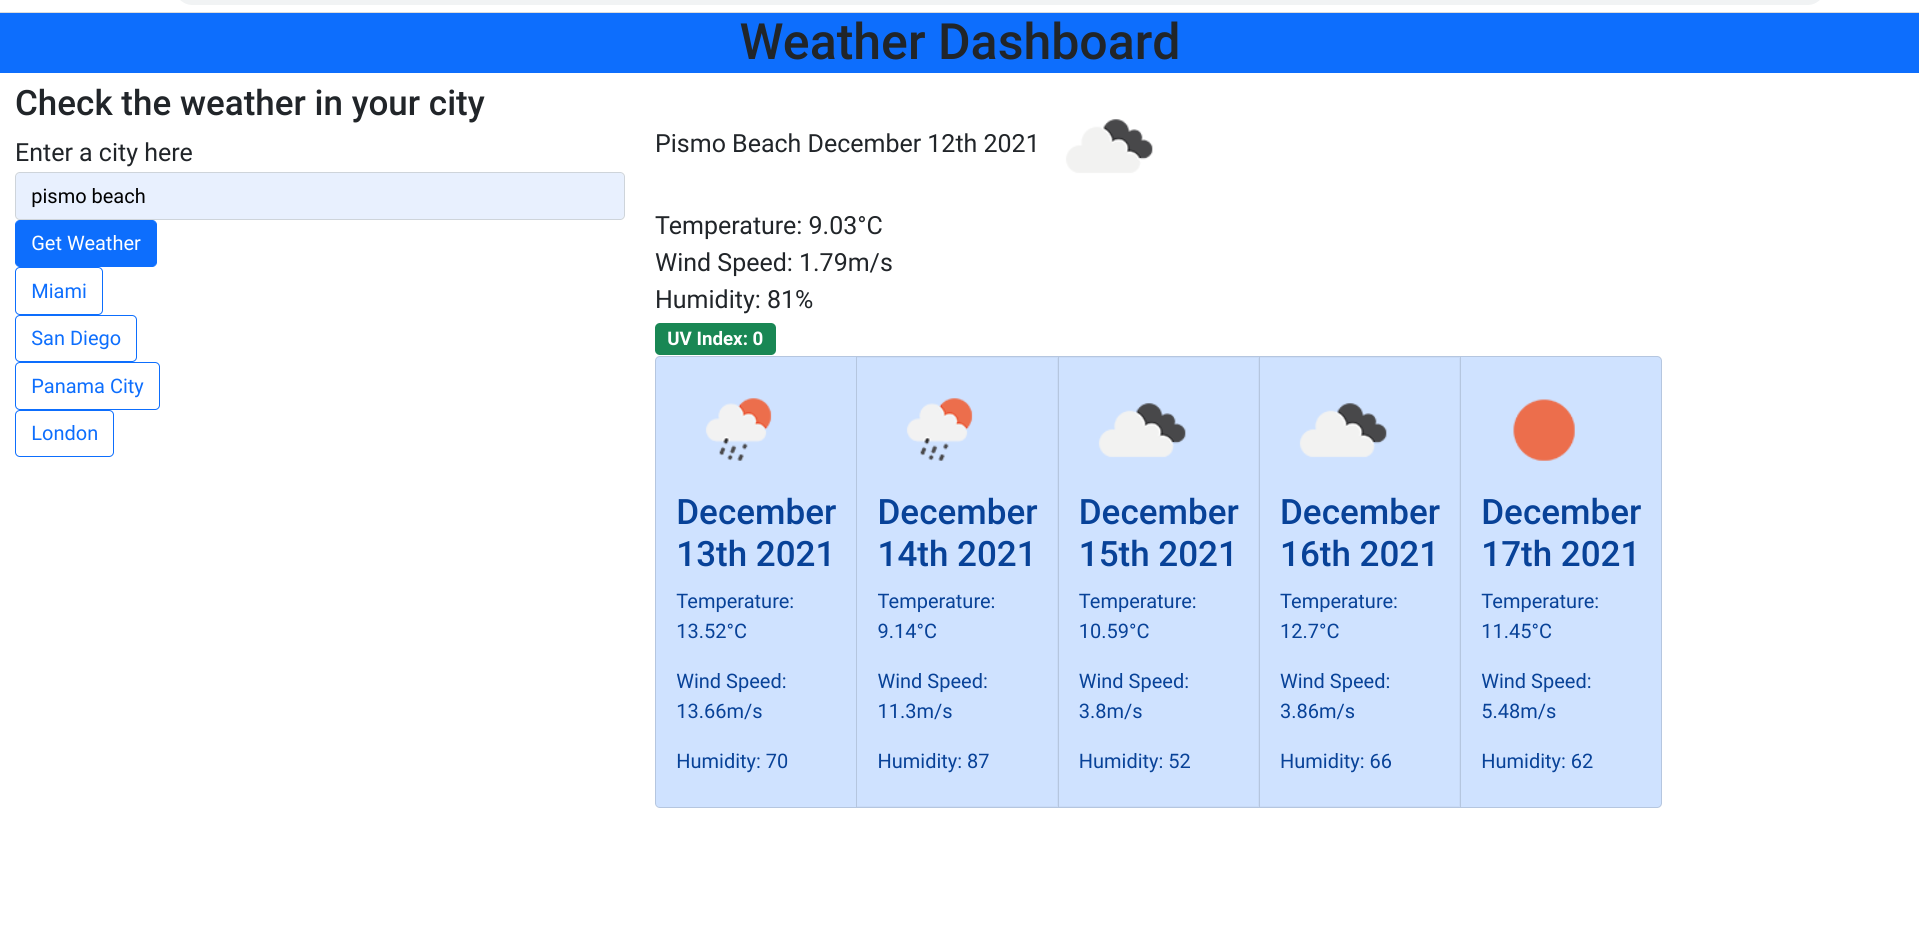 Weather Dashboard
Check the weather in your city
Enter a city here
pismo beach
Get Weather
Miami
San Diego
Panama City
London
Pismo Beach December 12th 2021
Temperature: 9.03°C
Wind Speed: 1.79m/s
Humidity: 81%
UV Index: 0
December
13th 2021
Temperature:
13.52°C
Wind Speed:
13.66m/s
Humidity: 70
December
14th 2021
Temperature:
9.14°C
Wind Speed:
11.3m/s
Humidity: 87
December
15th 2021
Temperature:
10.59°C
Wind Speed:
3.8m/s
Humidity: 52
December
16th 2021
Temperature:
12.7°C
Wind Speed:
3.86m/s
Humidity: 66
December
17th 2021
Temperature:
11.45°C
Wind Speed:
5.48m/s
Humidity: 62